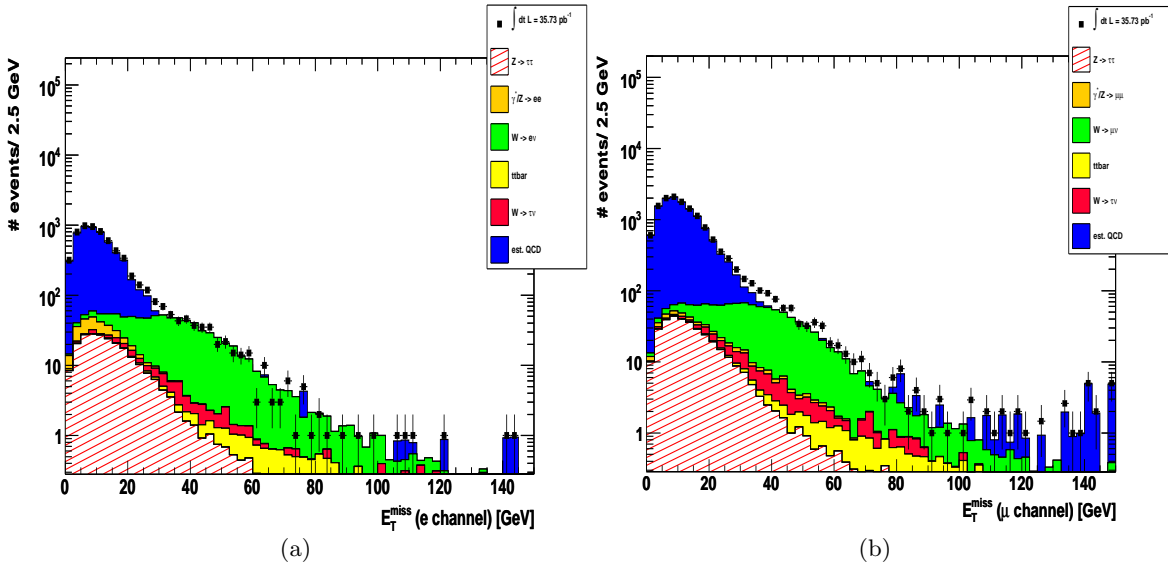 ∫ dt L = 35.73 pb⁻¹
Z -> ττ
γ*/Z -> ee
W -> eν
ttbar
W -> τν
est. QCD
# events/ 2.5 GeV
10⁵
10⁴
10³
10²
10
1
0 20 40 60 80 100 120 140
E_T^miss (e channel) [GeV]
(a)
∫ dt L = 35.73 pb⁻¹
Z -> ττ
γ*/Z -> μμ
W -> μν
ttbar
W -> τν
est. QCD
# events/ 2.5 GeV
10⁵
10⁴
10³
10²
10
1
0 20 40 60 80 100 120 140
E_T^miss (μ channel) [GeV]
(b)